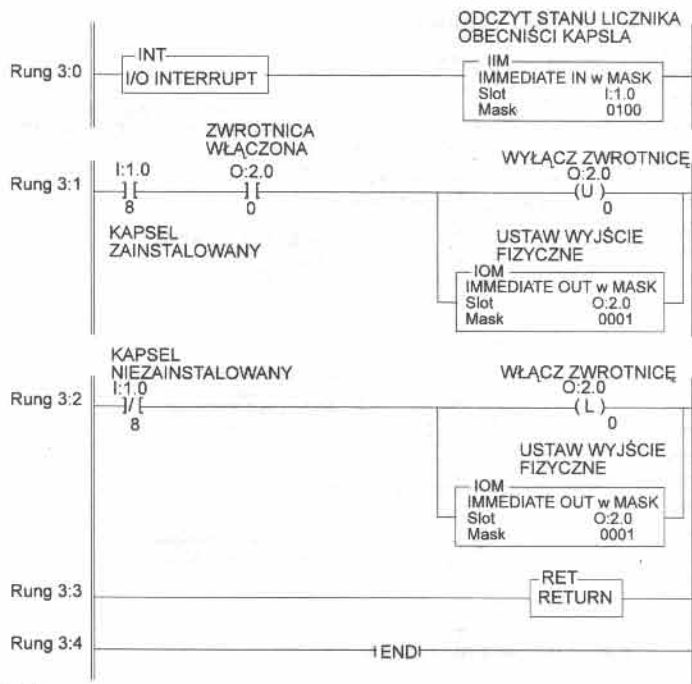 ODCZYT STANU LICZNIKA
OBECNIŚCI KAPSLA
Rung 3:0
INT
I/O INTERRUPT
IIM
IMMEDIATE IN w MASK
Slot I:1.0
Mask 0100
ZWROTNICA
WŁĄCZONA
WYŁĄCZ ZWROTNICĘ
Rung 3:1
I:1.0 O:2.0 O:2.0
] [ ] [ (U)
8 0 0
KAPSEL
ZAINSTALOWANY
USTAW WYJŚCIE
FIZYCZNE
IOM
IMMEDIATE OUT w MASK
Slot O:2.0
Mask 0001
KAPSEL
NIEZAINSTALOWANY
WŁĄCZ ZWROTNICĘ
Rung 3:2
I:1.0 O:2.0
]/[ (L)
8 0
USTAW WYJŚCIE
FIZYCZNE
IOM
IMMEDIATE OUT w MASK
Slot O:2.0
Mask 0001
Rung 3:3
RET
RETURN
Rung 3:4
END